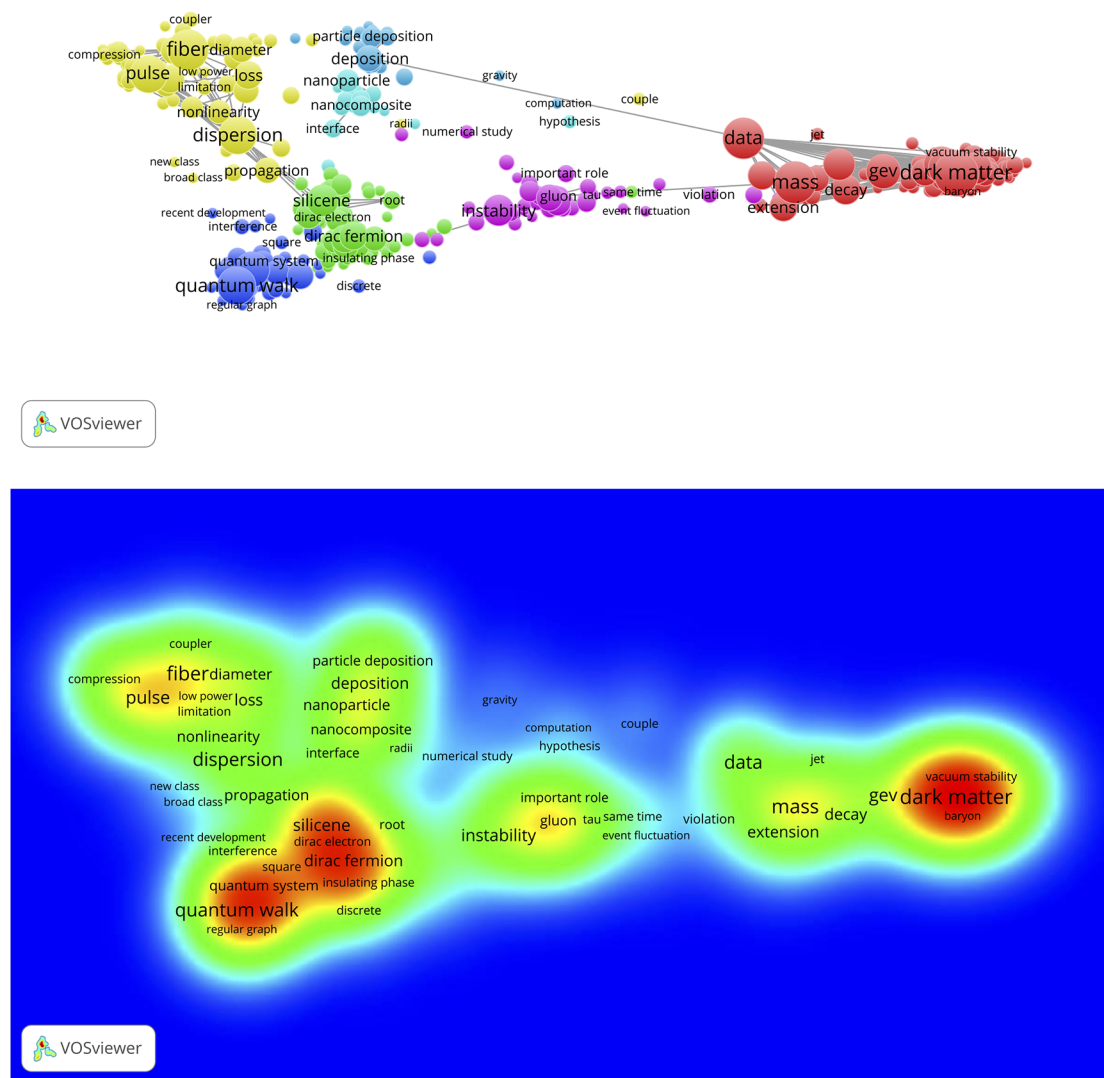 coupler
particle deposition
compression
fiber
diameter
deposition
pulse
low power
loss
gravity
nanoparticle
limitation
couple
computation
nanocomposite
nonlinearity
hypothesis
radii
interface
numerical study
dispersion
jet
data
vacuum stability
new class
propagation
important role
gev
dark matter
broad class
mass
decay
baryon
silicene
root
gluon
tau
same time
violation
extension
recent development
dirac electron
instability
event fluctuation
interference
dirac fermion
square
quantum system
insulating phase
quantum walk
discrete
regular graph
VOSviewer
coupler
particle deposition
compression
fiber
diameter
deposition
pulse
low power
loss
gravity
nanoparticle
limitation
couple
computation
nanocomposite
nonlinearity
hypothesis
radii
interface
numerical study
dispersion
jet
data
vacuum stability
new class
propagation
important role
gev
dark matter
broad class
mass
decay
baryon
silicene
root
gluon
tau
same time
violation
extension
recent development
dirac electron
instability
event fluctuation
interference
dirac fermion
square
quantum system
insulating phase
quantum walk
discrete
regular graph
VOSviewer